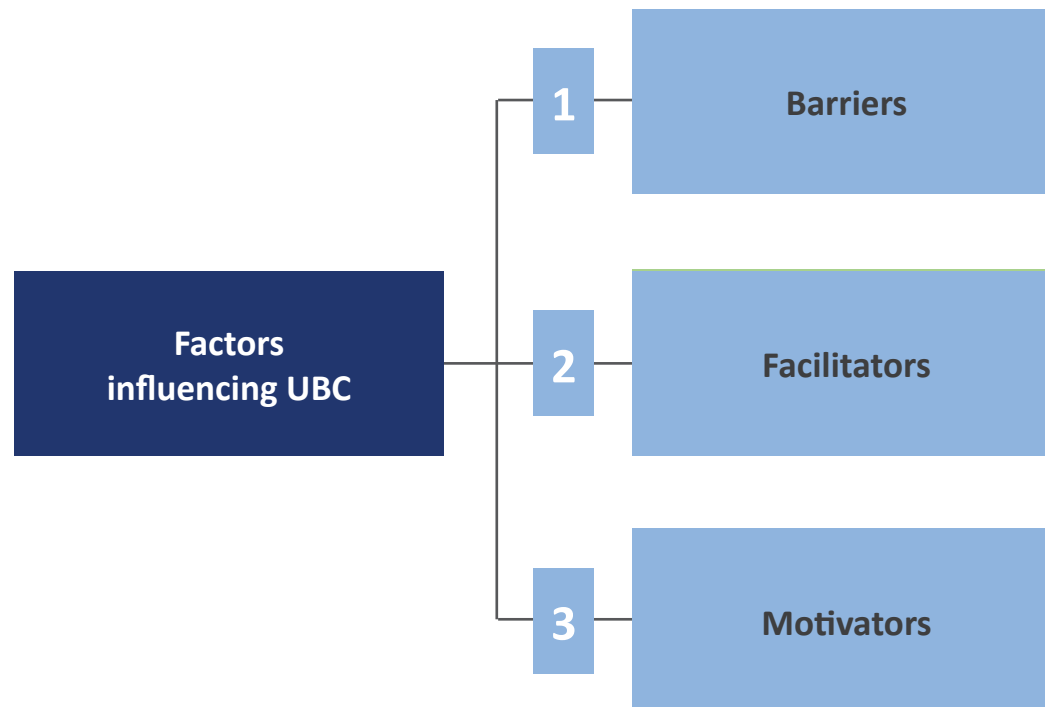 1
Barriers
Factors
influencing UBC
2
Facilitators
3
Motivators